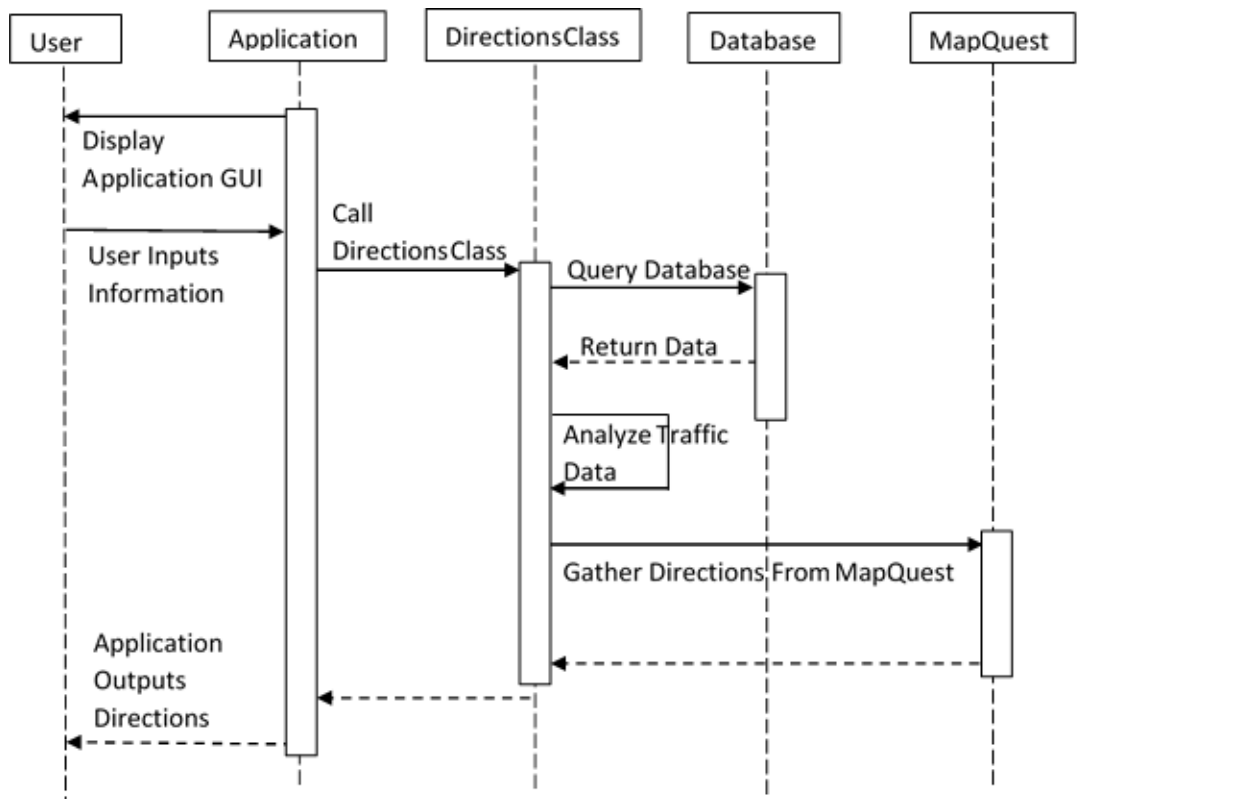 User
Application
DirectionsClass
Database
MapQuest
Display
Application GUI
Call
DirectionsClass
User Inputs
Information
Query Database
Return Data
Analyze Traffic
Data
Gather Directions From MapQuest
Application
Outputs
Directions